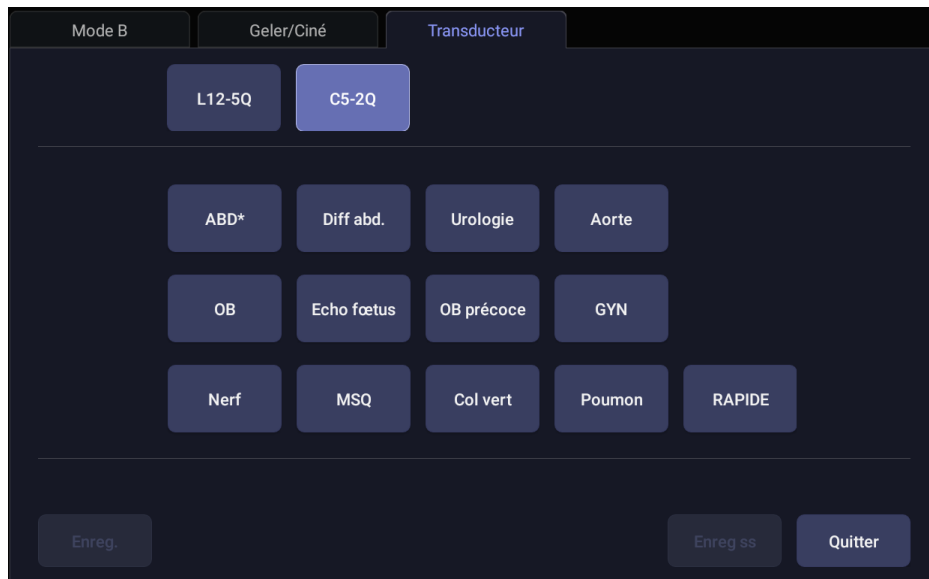 Mode B Geler/Ciné Transducteur
L12-5Q C5-2Q
ABD* Diff abd. Urologie Aorte
OB Echo fœtus OB précoce GYN
Nerf MSQ Col vert Poumon RAPIDE
Enreg. Enreg ss Quitter